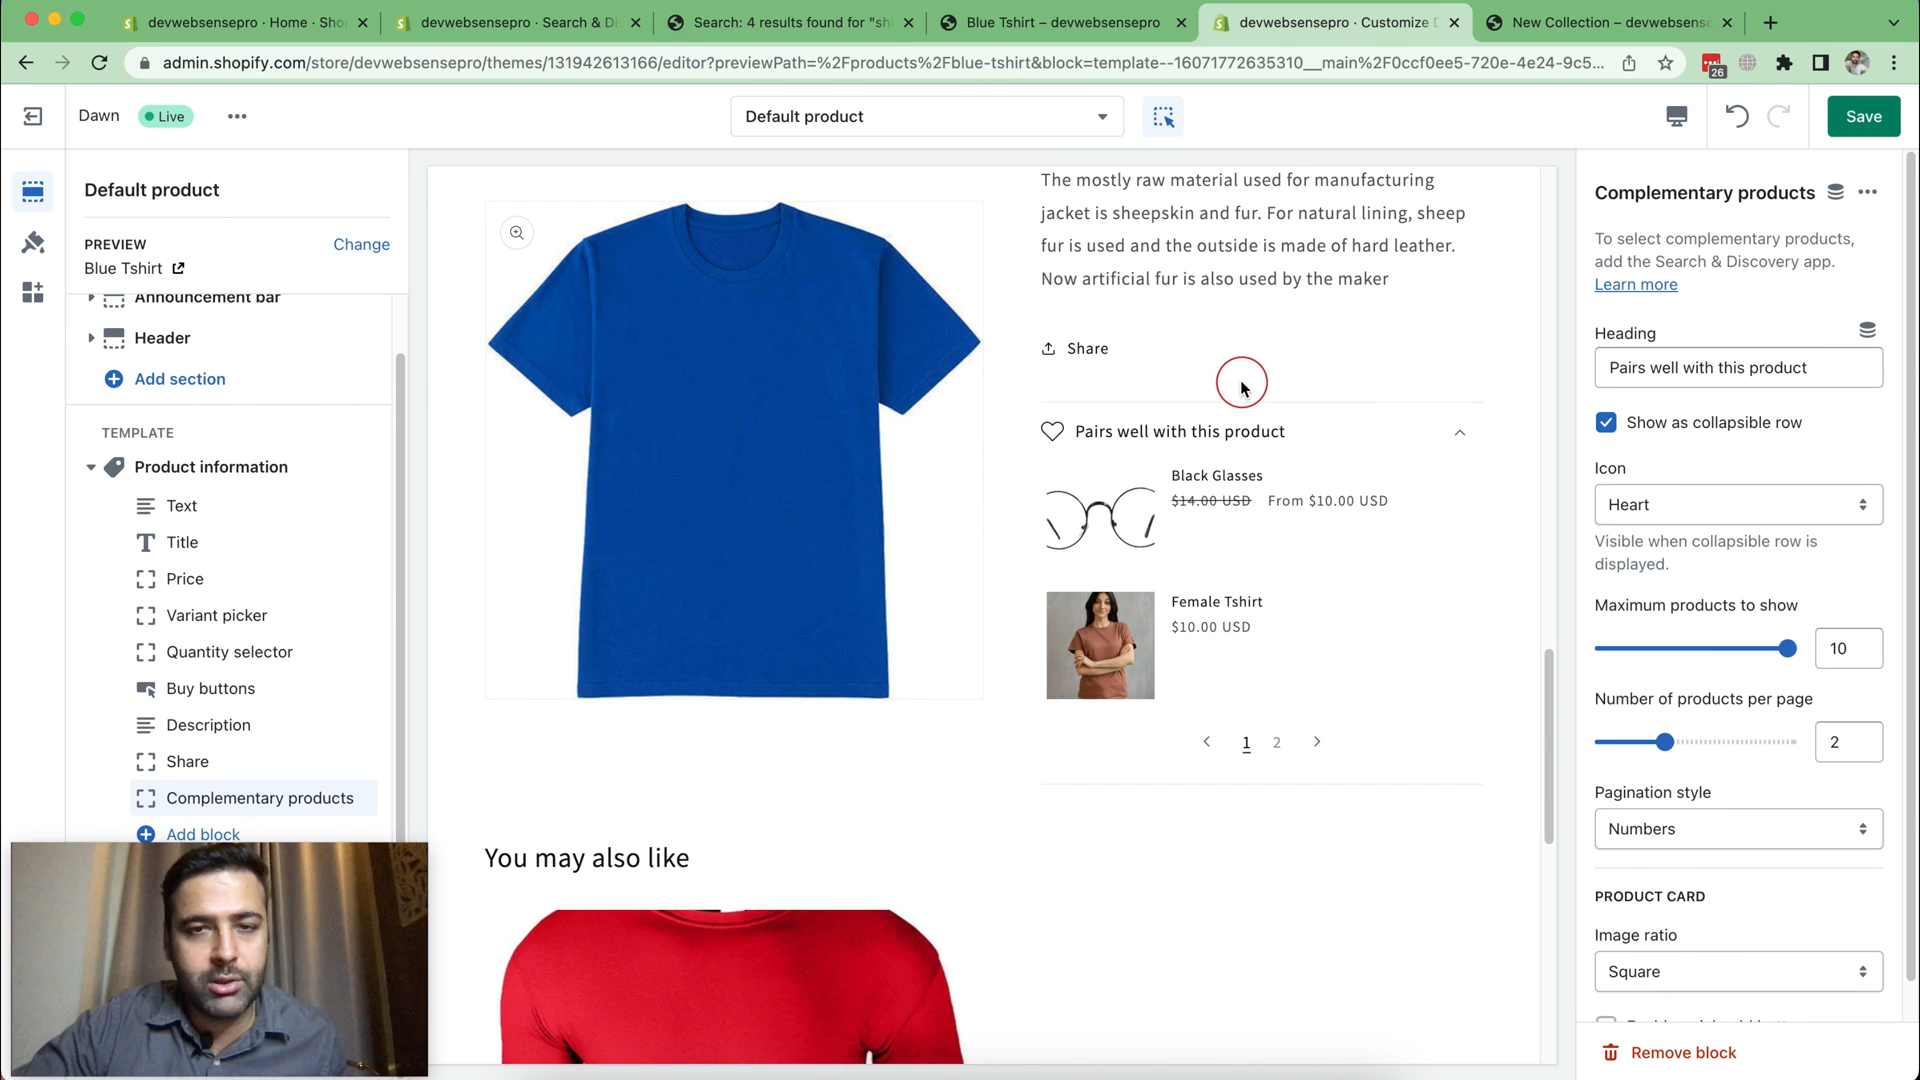 devwebsensepro · Home · Sho
devwebsensepro · Search & Di
Search: 4 results found for "shi
Blue Tshirt – devwebsensepro
devwebsensepro · Customize D
New Collection – devwebsense
admin.shopify.com/store/devwebsensepro/themes/131942613166/editor?previewPath=%2Fproducts%2Fblue-tshirt&block=template--16071772635310__main%2F0ccf0ee5-720e-4e24-9c5...
26
Dawn
Live
Default product
Save
Default product
PREVIEW
Change
Blue Tshirt
Announcement bar
Header
Add section
TEMPLATE
Product information
Text
Title
Price
Variant picker
Quantity selector
Buy buttons
Description
Share
Complementary products
Add block
The mostly raw material used for manufacturing
jacket is sheepskin and fur. For natural lining, sheep
fur is used and the outside is made of hard leather.
Now artificial fur is also used by the maker
Share
Pairs well with this product
Black Glasses
$14.00 USD From $10.00 USD
Female Tshirt
$10.00 USD
1 2
You may also like
Complementary products
To select complementary products,
add the Search & Discovery app.
Learn more
Heading
Pairs well with this product
Show as collapsible row
Icon
Heart
Visible when collapsible row is
displayed.
Maximum products to show
10
Number of products per page
2
Pagination style
Numbers
PRODUCT CARD
Image ratio
Square
Remove block